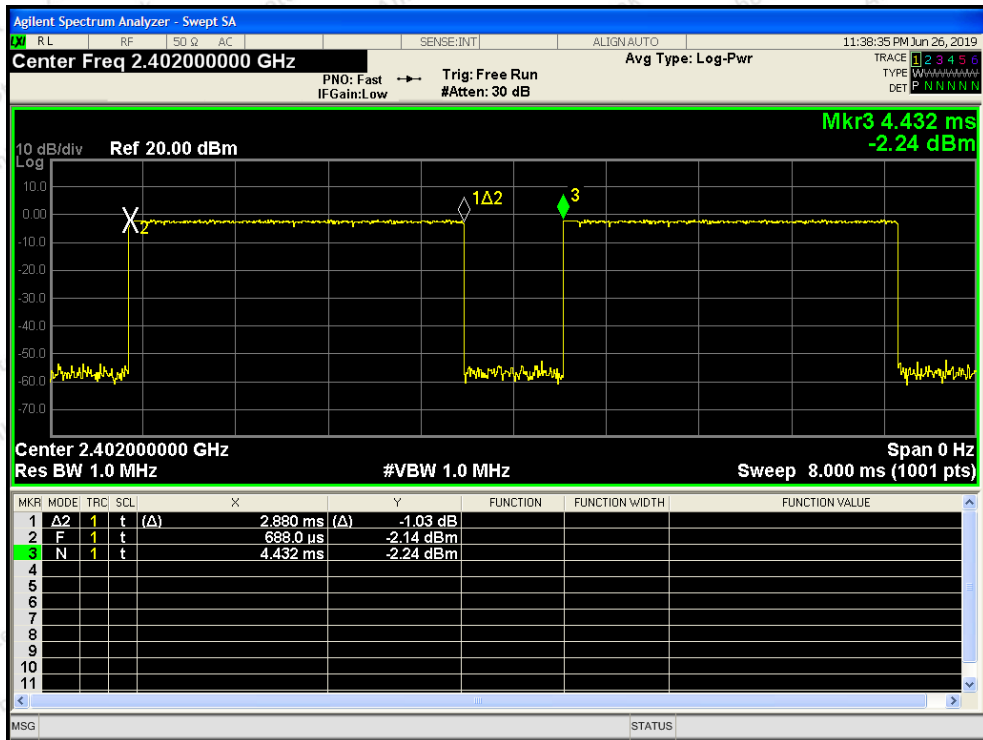 Agilent Spectrum Analyzer - Swept SA
LXI RL RF 50 Ω AC SENSE:INT ALIGN AUTO 11:38:35 PM Jun 26, 2019
Center Freq 2.402000000 GHz Avg Type: Log-Pwr TRACE 1 2 3 4 5 6
PNO: Fast Trig: Free Run TYPE WWWWWW
IFGain:Low #Atten: 30 dB DET P N N N N N
Mkr3 4.432 ms
10 dB/div Ref 20.00 dBm -2.24 dBm
Log
10.0
0.00
-10.0
-20.0
-30.0
-40.0
-50.0
-60.0
-70.0
X2 1Δ2 3
Center 2.402000000 GHz Span 0 Hz
Res BW 1.0 MHz #VBW 1.0 MHz Sweep 8.000 ms (1001 pts)
MKR MODE TRC SCL X Y FUNCTION FUNCTION WIDTH FUNCTION VALUE
1 Δ2 1 t (Δ) 2.880 ms (Δ) -1.03 dB
2 F 1 t 688.0 µs -2.14 dBm
3 N 1 t 4.432 ms -2.24 dBm
4
5
6
7
8
9
10
11
MSG STATUS